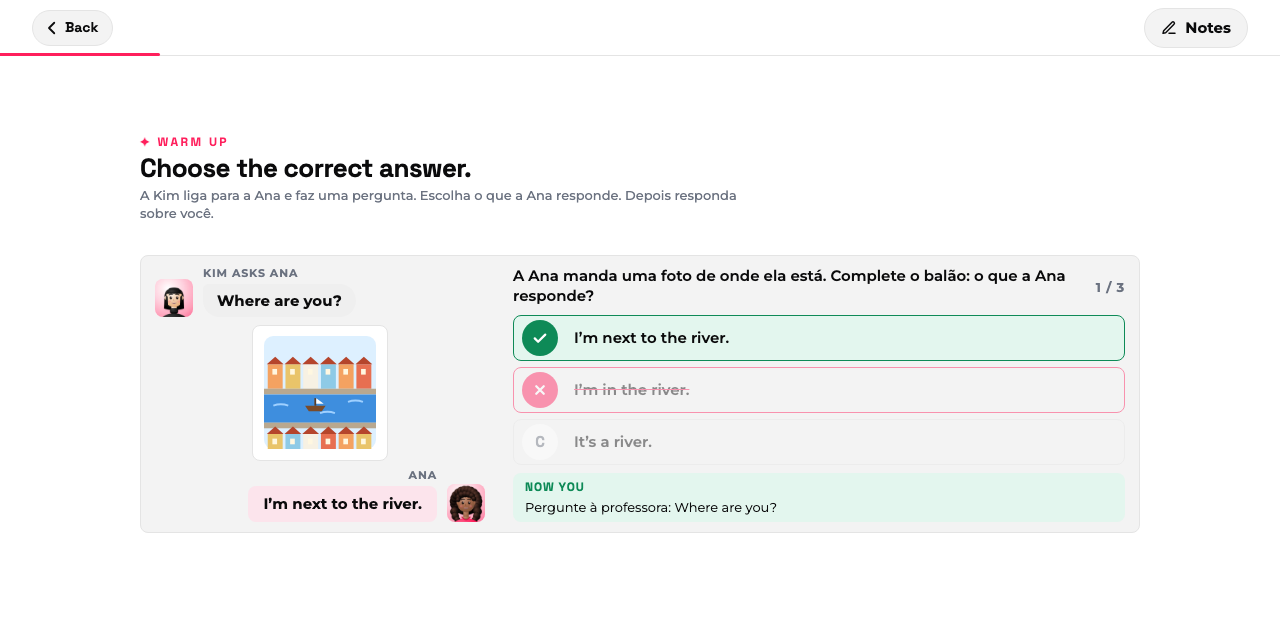 Back
Notes
✦ WARM UP
Choose the correct answer.
A Kim liga para a Ana e faz uma pergunta. Escolha o que a Ana responde. Depois responda
sobre você.
KIM ASKS ANA
Where are you?
ANA
I'm next to the river.
A Ana manda uma foto de onde ela está. Complete o balão: o que a Ana
responde?
1 / 3
I'm next to the river.
I'm in the river.
C It's a river.
NOW YOU
Pergunte à professora: Where are you?